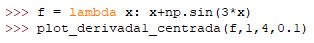 >>> f = lambda x: x+np.sin(3*x)
>>> plot_derivada1_centrada(f,1,4,0.1)